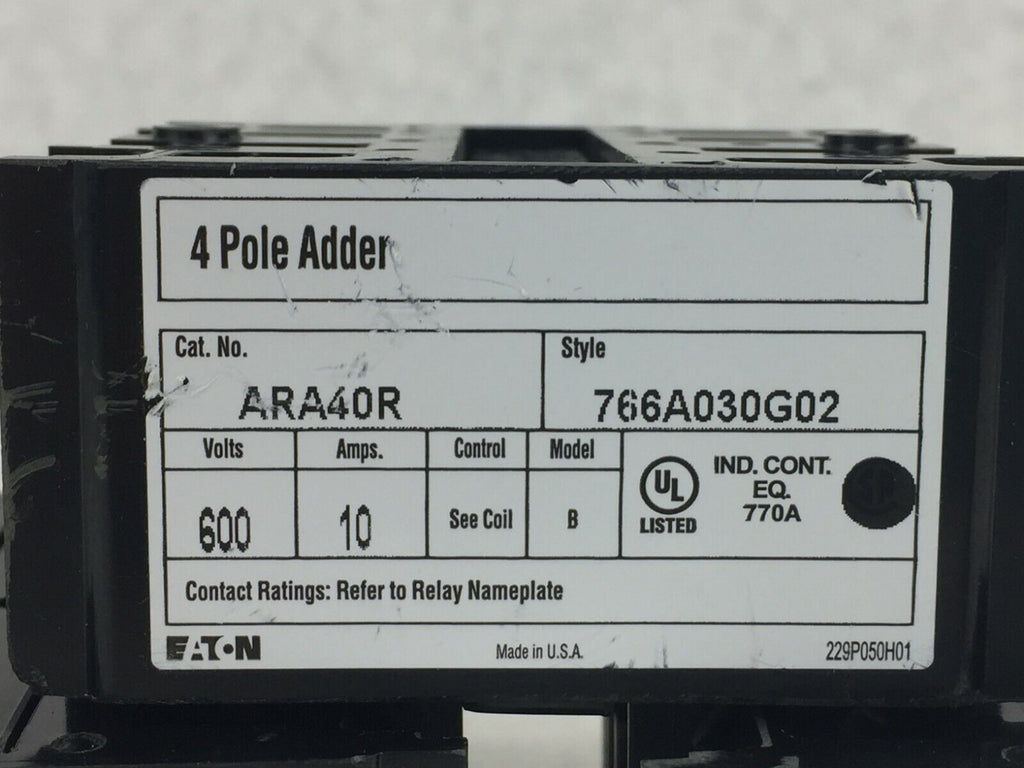 4 Pole Adder
Cat. No.
ARA40R
Style
766A030G02
Volts
600
Amps.
10
Control
See Coil
Model
B
UL
LISTED
IND. CONT.
EQ.
770A
Contact Ratings: Refer to Relay Nameplate
EATON
Made in U.S.A.
229P050H01